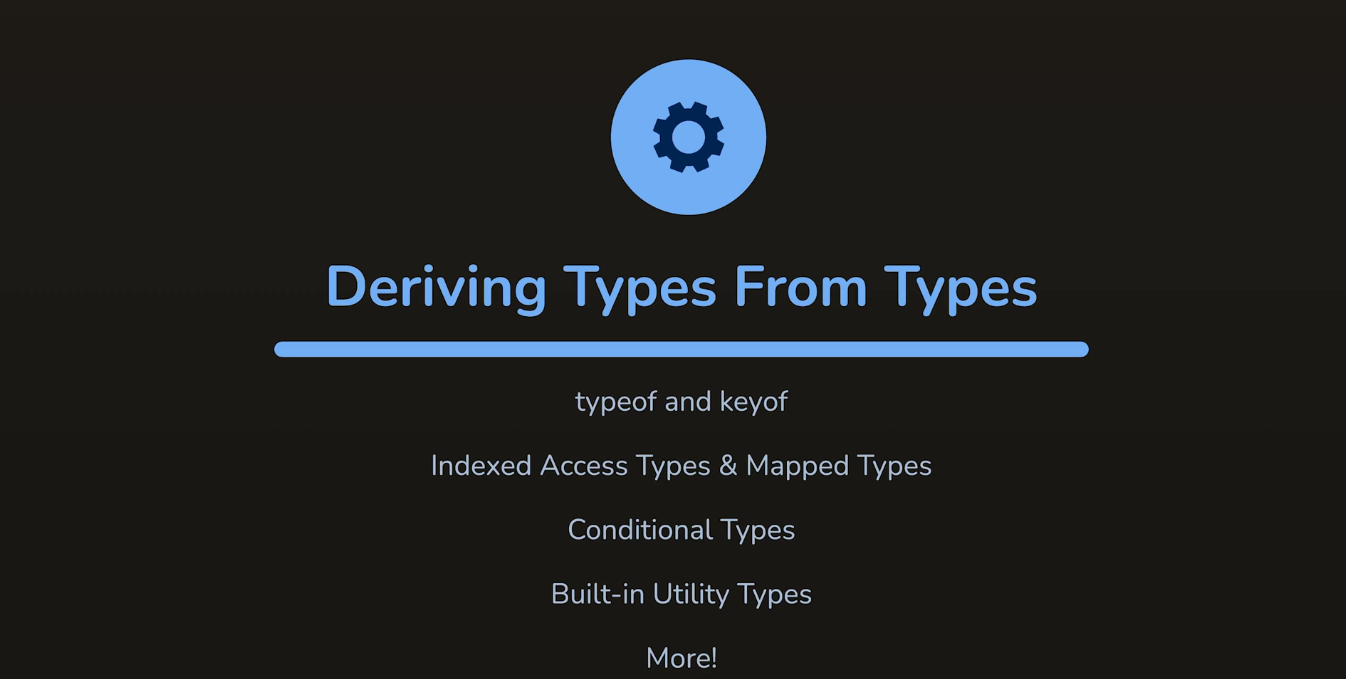 Deriving Types From Types
typeof and keyof
Indexed Access Types & Mapped Types
Conditional Types
Built-in Utility Types
More!